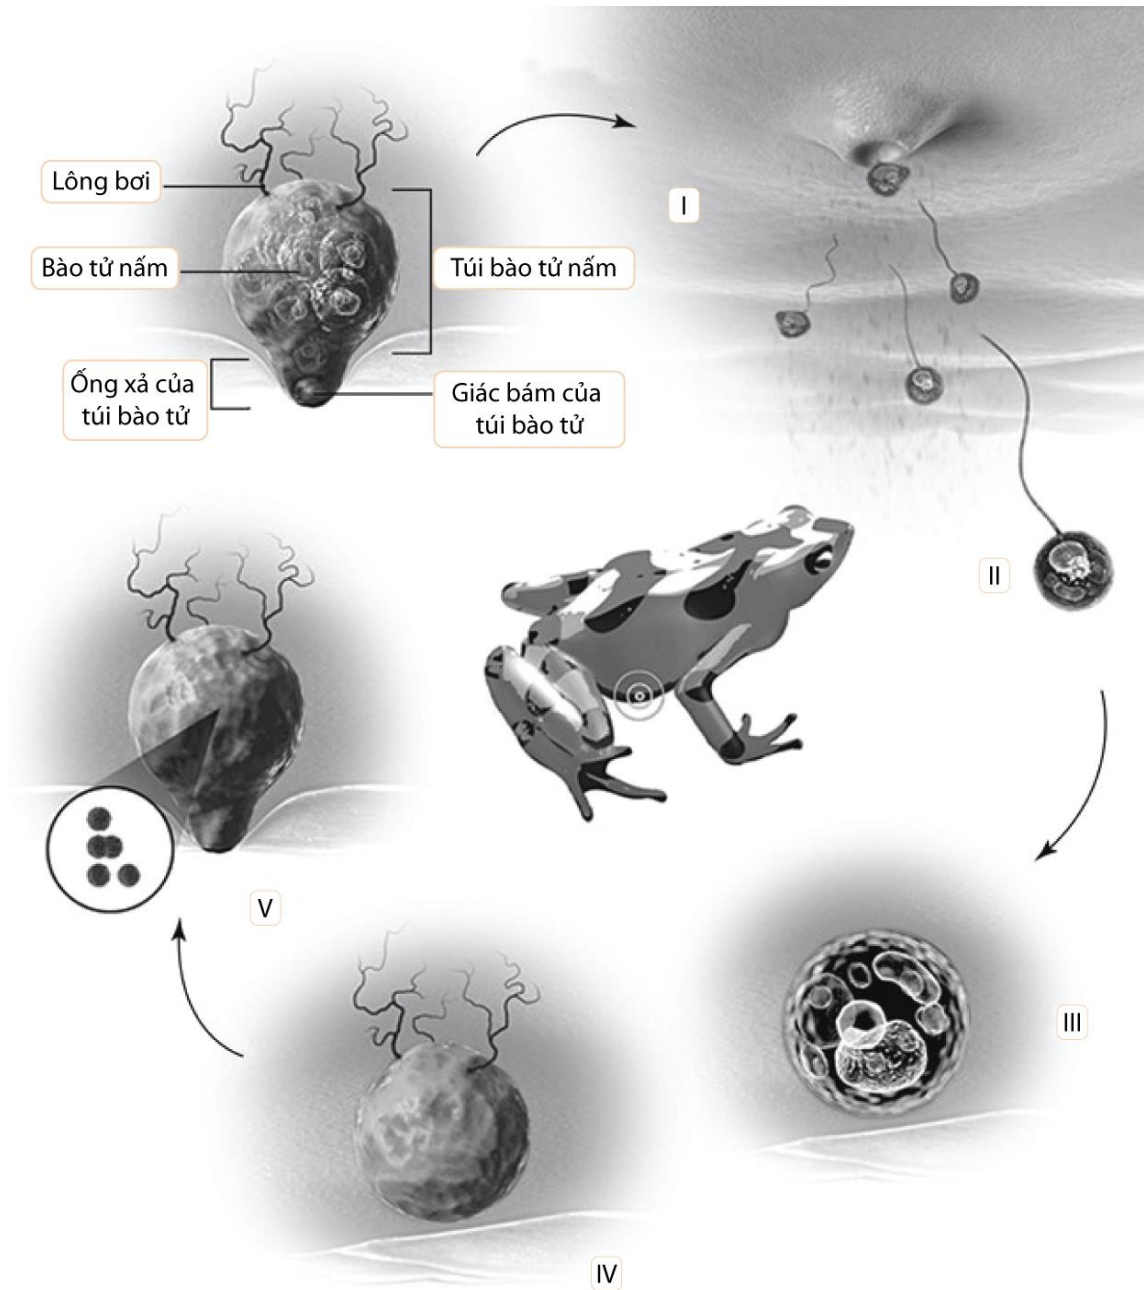 Lông bơi
Bào tử nấm
Túi bào tử nấm
Ống xả của
túi bào tử
Giác bám của
túi bào tử
I
II
III
IV
V